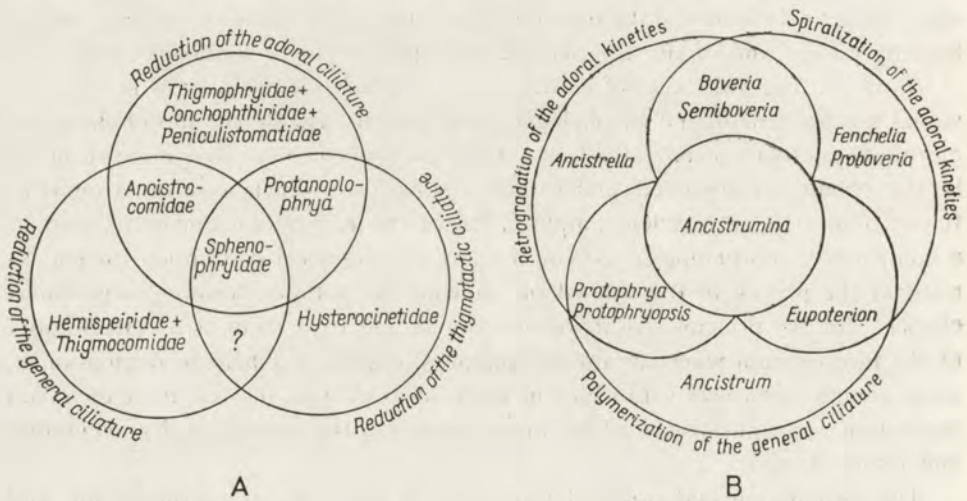 Reduction of the adoral ciliature
Thigmophryidae+
Conchophthiridae+
Peniculistomatidae
Ancistro-
comidae
Protanoplo-
phrya
Spheno-
phryidae
Hemispeiridae+
Thigmocomidae
?
Hysterocinetidae
Reduction of the general ciliature
Reduction of the thigmotactic ciliature
A
Retrogradation of the adoral kineties
Spiralization of the adoral kineties
Boveria
Semiboveria
Ancistrella
Fenchelia
Proboveria
Ancistrumina
Protophrya
Protophryopsis
Eupoterion
Ancistrum
Polymerization of the general ciliature
B